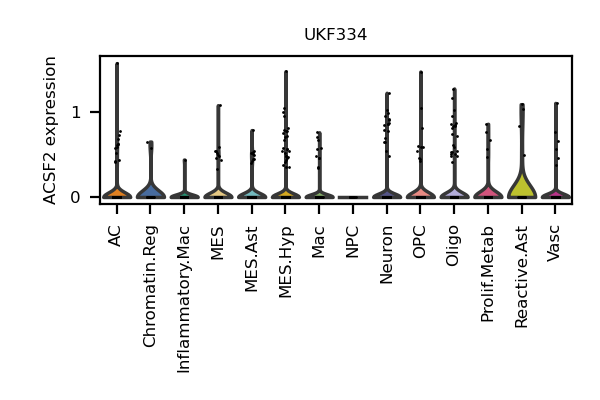 UKF334
ACSF2 expression
1
0
AC
Chromatin.Reg
Inflammatory.Mac
MES
MES.Ast
MES.Hyp
Mac
NPC
Neuron
OPC
Oligo
Prolif.Metab
Reactive.Ast
Vasc